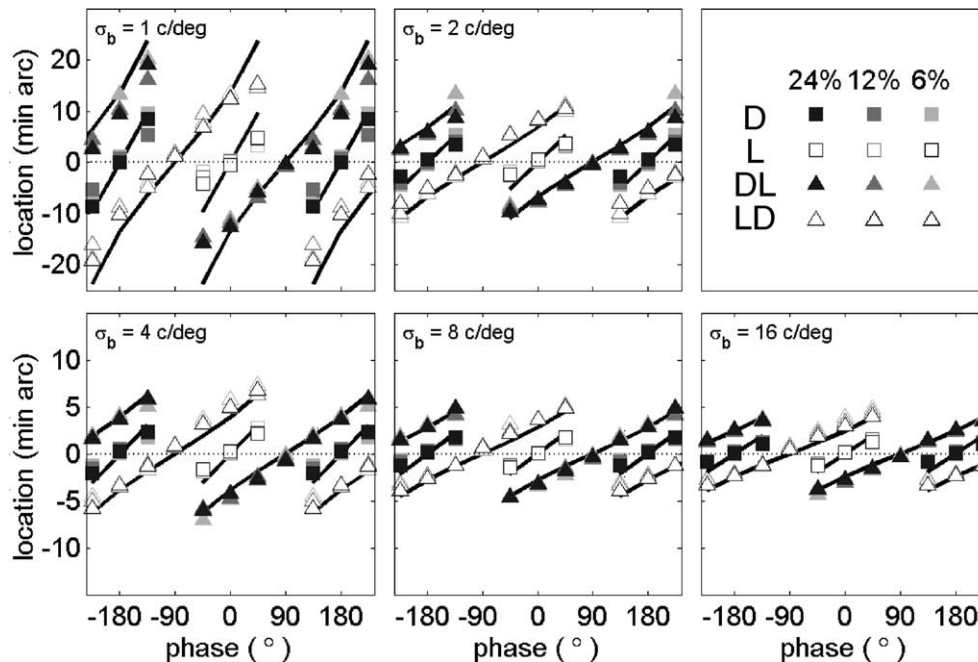 σb = 1 c/deg
σb = 2 c/deg
24% 12% 6%
D
L
DL
LD
location (min arc)
20
10
0
-10
-20
σb = 4 c/deg
σb = 8 c/deg
σb = 16 c/deg
location (min arc)
10
5
0
-5
-10
-180 -90 0 90 180
-180 -90 0 90 180
-180 -90 0 90 180
phase ( ° )
phase ( ° )
phase ( ° )